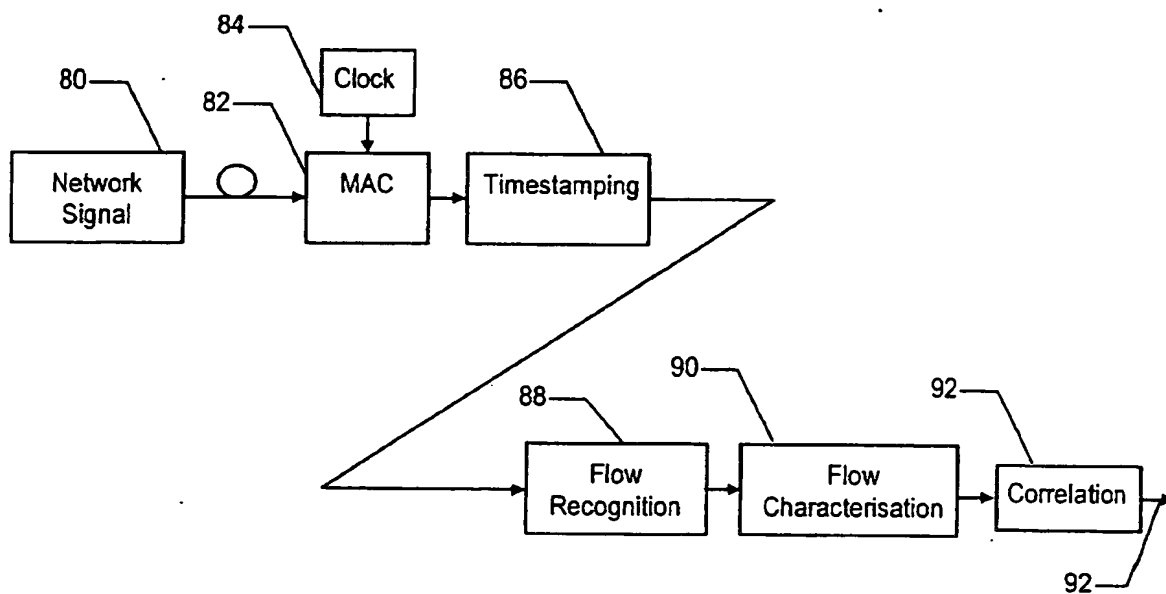 84
Clock
80
82
86
Network
Signal
MAC
Timestamping
90
88
92
Flow
Recognition
Flow
Characterisation
Correlation
92